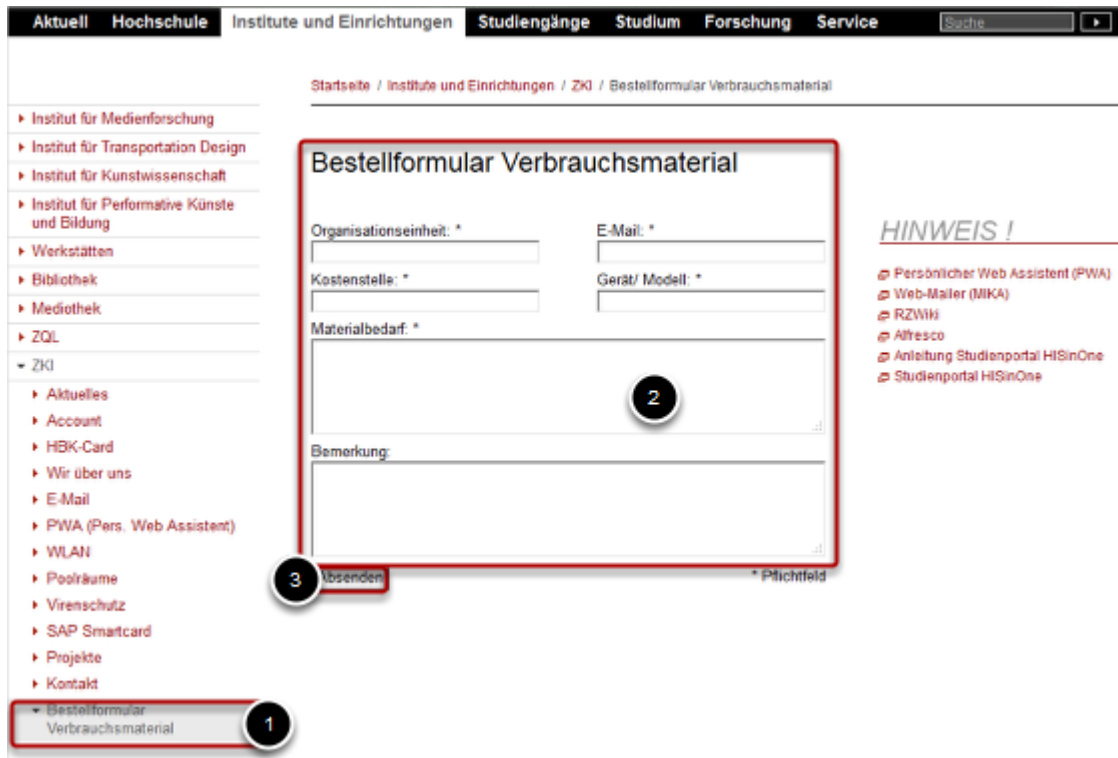 Aktuell Hochschule Institute und Einrichtungen Studiengänge Studium Forschung Service Suche
Startseite / Institute und Einrichtungen / ZKI / Bestellformular Verbrauchsmaterial
Institut für Medienforschung
Institut für Transportation Design
Institut für Kunstwissenschaft
Institut für Performative Künste
und Bildung
Werkstätten
Bibliothek
Mediothek
ZQL
ZKI
Aktuelles
Account
HBK-Card
Wir über uns
E-Mail
PWA (Pers. Web Assistent)
WLAN
Poolräume
Virenschutz
SAP Smartcard
Projekte
Kontakt
Bestellformular
Verbrauchsmaterial
1
Bestellformular Verbrauchsmaterial
Organisationseinheit: * E-Mail: *
Kostenstelle: * Gerät/ Modell: *
Materialbedarf: *
2
Bemerkung:
3 Absenden * Pflichtfeld
HINWEIS !
Persönlicher Web Assistent (PWA)
Web-Mailer (MIKA)
RZWiki
Alfresco
Anleitung Studienportal HISinOne
Studienportal HISinOne